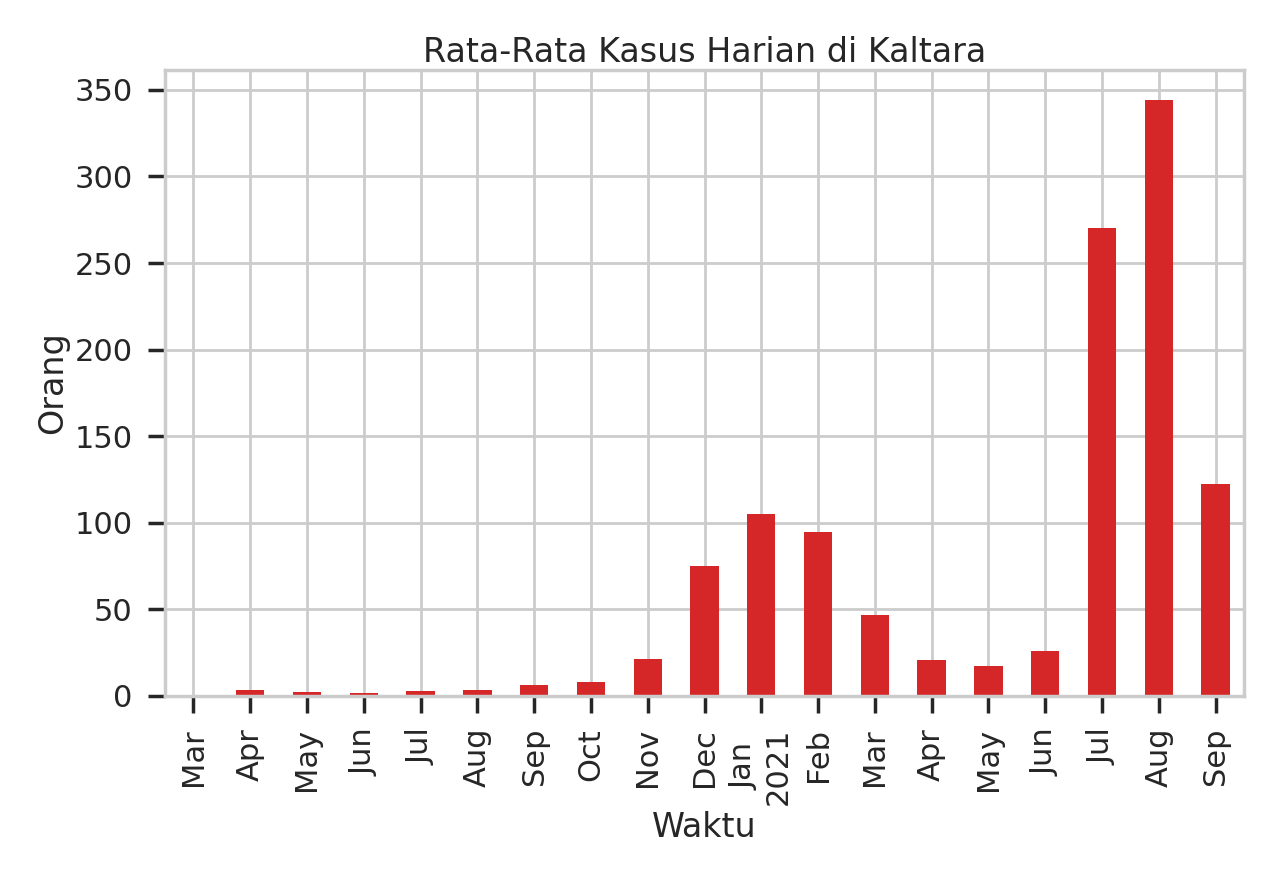 Rata-Rata Kasus Harian di Kaltara
350
300
250
200
150
100
50
0
Orang
Mar
Apr
May
Jun
Jul
Aug
Sep
Oct
Nov
Dec
Jan
2021
Feb
Mar
Apr
May
Jun
Jul
Aug
Sep
Waktu